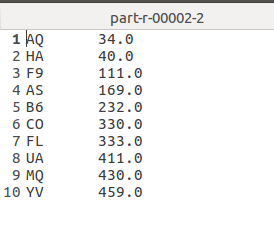 part-r-00002-2
1 AQ 34.0
2 HA 40.0
3 F9 111.0
4 AS 169.0
5 B6 232.0
6 CO 330.0
7 FL 333.0
8 UA 411.0
9 MQ 430.0
10 YV 459.0